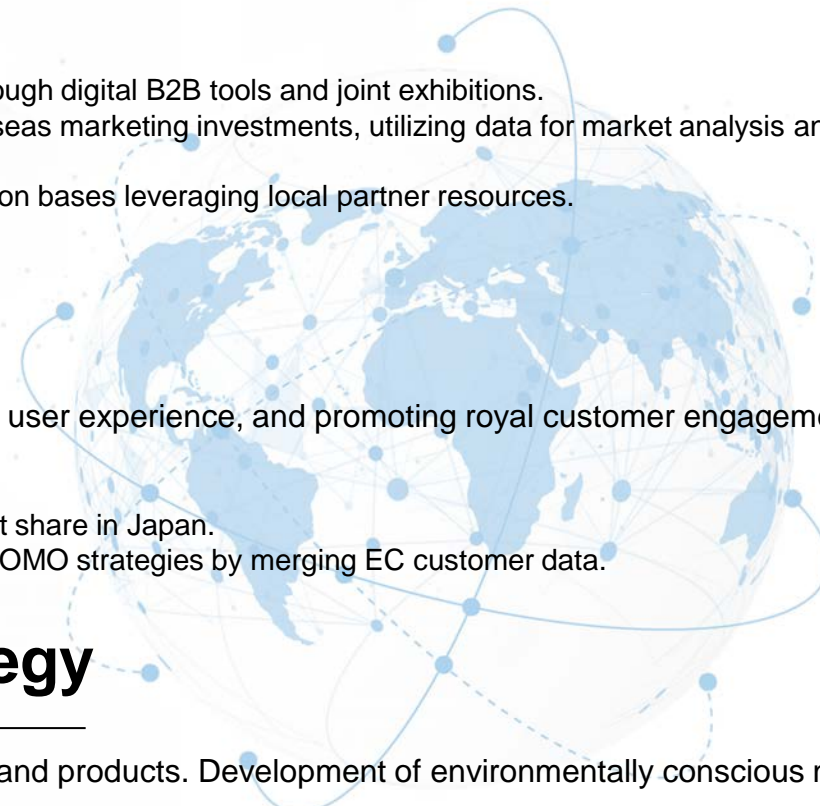 ough digital B2B tools and joint exhibitions.
seas marketing investments, utilizing data for market analysis an
on bases leveraging local partner resources.
user experience, and promoting royal customer engageme
t share in Japan.
OMO strategies by merging EC customer data.
egy
and products. Development of environmentally conscious